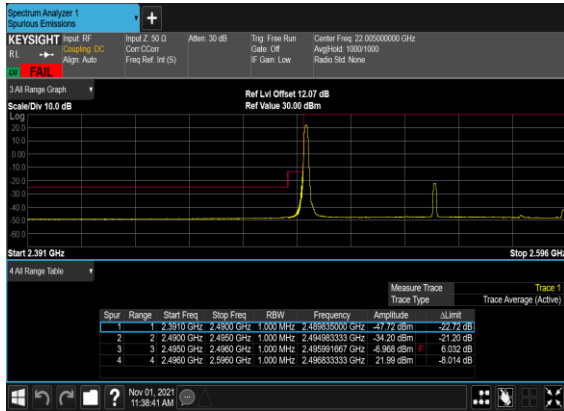 Spectrum Analyzer 1
Spurious Emissions
+
KEYSIGHT
RL
Input: RF
Coupling: DC
Align: Auto
Input Z: 50 Ω
Corr CCorr
Freq Ref: Int (S)
Atten: 30 dB
Trig: Free Run
Gate: Off
IF Gain: Low
Center Freq: 22.005000000 GHz
Avg|Hold: 1000/1000
Radio Std: None
FAIL
3 All Range Graph
Ref Lvl Offset 12.07 dB
Scale/Div 10.0 dB
Ref Value 30.00 dBm
Log
20.0
10.0
0.00
-10.0
-20.0
-30.0
-40.0
-50.0
-60.0
Start 2.391 GHz
Stop 2.596 GHz
4 All Range Table
Measure Trace Trace 1
Trace Type Trace Average (Active)
Spur Range Start Freq Stop Freq RBW Frequency Amplitude ΔLimit
1 1 2.3910 GHz 2.4900 GHz 1.000 MHz 2.489835000 GHz -47.72 dBm -22.72 dB
2 2 2.4900 GHz 2.4950 GHz 1.000 MHz 2.494983333 GHz -34.20 dBm -21.20 dB
3 3 2.4950 GHz 2.4960 GHz 1.000 MHz 2.495991667 GHz -6.968 dBm F 6.032 dB
4 4 2.4960 GHz 2.5960 GHz 1.000 MHz 2.496833333 GHz 21.99 dBm -8.014 dB
?
Nov 01, 2021
11:38:41 AM